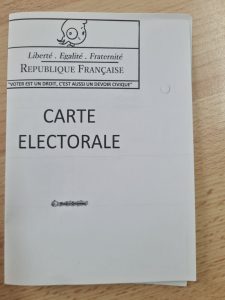 Liberté . Egalité . Fraternité
REPUBLIQUE FRANÇAISE
"VOTER EST UN DROIT, C'EST AUSSI UN DEVOIR CIVIQUE"
CARTE
ELECTORALE